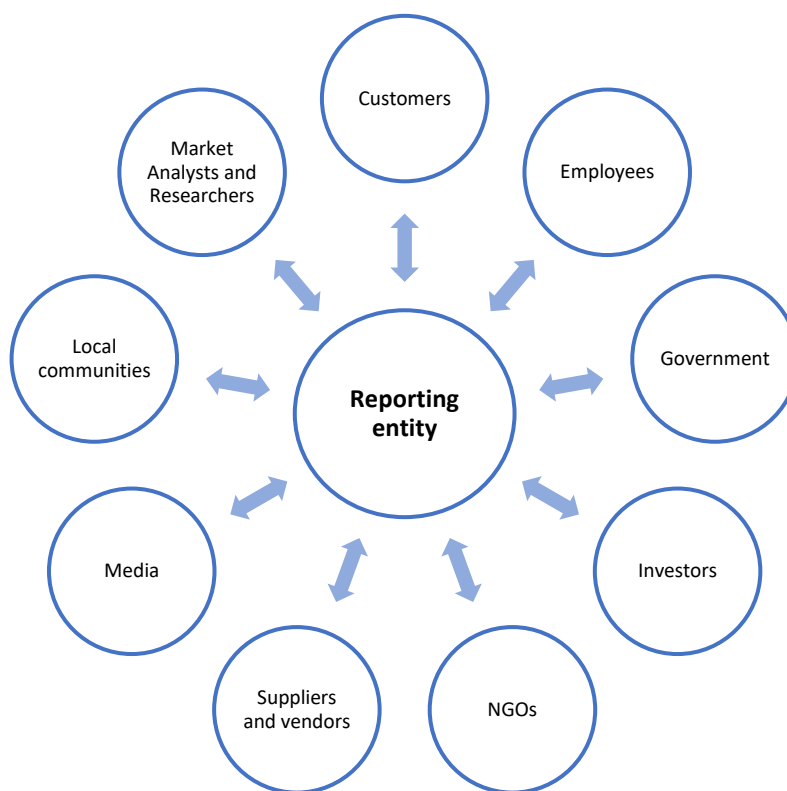 Customers
Market
Analysts and
Researchers
Employees
Local
communities
Government
Reporting
entity
Media
Investors
Suppliers
and vendors
NGOs